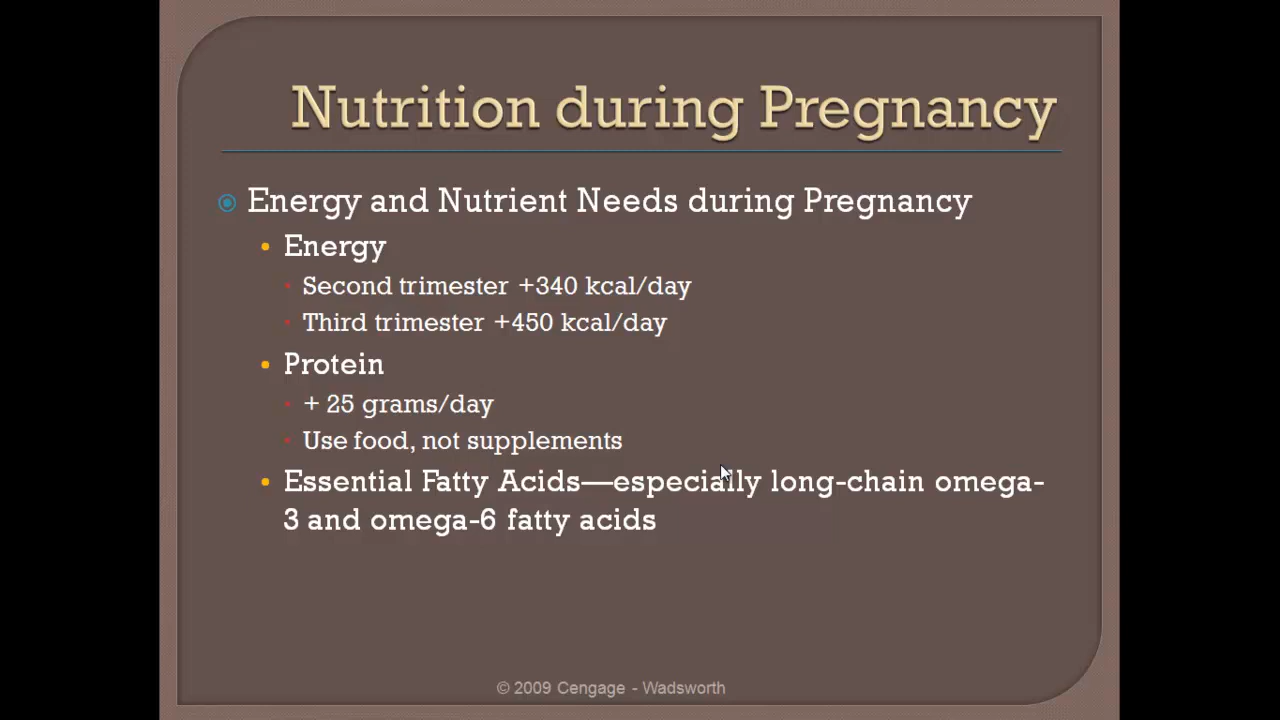 Nutrition during Pregnancy
Energy and Nutrient Needs during Pregnancy
Energy
Second trimester +340 kcal/day
Third trimester +450 kcal/day
Protein
+ 25 grams/day
Use food, not supplements
Essential Fatty Acids—especially long-chain omega-
3 and omega-6 fatty acids
© 2009 Cengage - Wadsworth